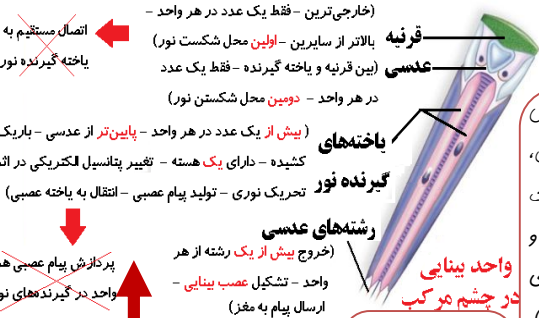 (خارجی‌ترین – فقط یک عدد در هر واحد –
بالاتر از سایرین – اولین محل شکست نور)
قرنیه
اتصال مستقیم به
یاخته گیرنده نور
(بین قرنیه و یاخته گیرنده – فقط یک عدد
در هر واحد – دومین محل شکستن نور)
عدسی
(بیش از یک عدد در هر واحد – پایین‌تر از عدسی – باریک
کشیده – دارای یک هسته – تغییر پتانسیل الکتریکی در اثر
تحریک نوری – تولید پیام عصبی – انتقال به یاخته عصبی)
یاخته‌های
گیرنده نور
رشته‌های عدسی
(خروج بیش از یک رشته از هر
واحد – تشکیل عصب بینایی –
ارسال پیام به مغز)
پردازش پیام عصبی
واحد در گیرنده‌های
واحد بینایی
در چشم مرکب
و